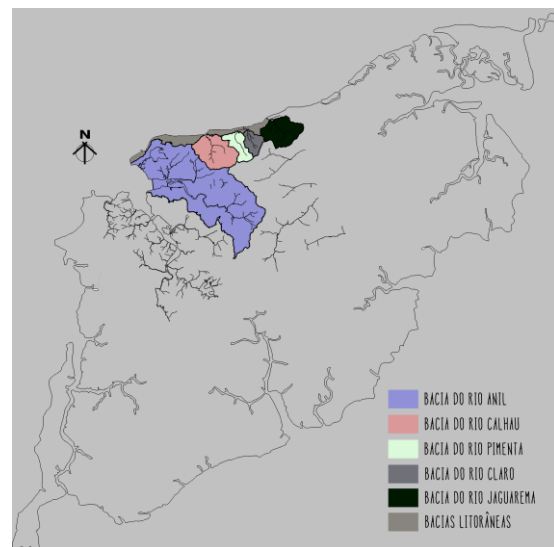 N
BACIA DO RIO ANIL
BACIA DO RIO CALHAU
BACIA DO RIO PIMENTA
BACIA DO RIO CLARO
BACIA DO RIO JAGUAREMA
BACIAS LITORÂNEAS